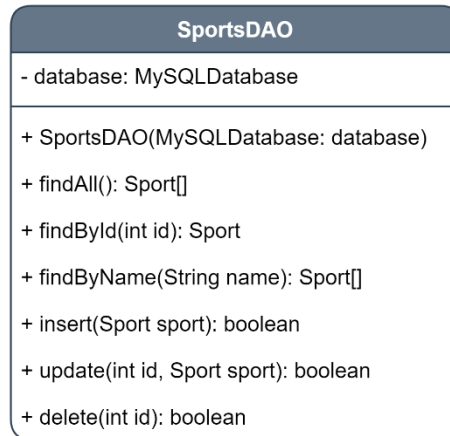 SportsDAO
- database: MySQLDatabase
+ SportsDAO(MySQLDatabase: database)
+ findAll(): Sport[]
+ findById(int id): Sport
+ findByName(String name): Sport[]
+ insert(Sport sport): boolean
+ update(int id, Sport sport): boolean
+ delete(int id): boolean